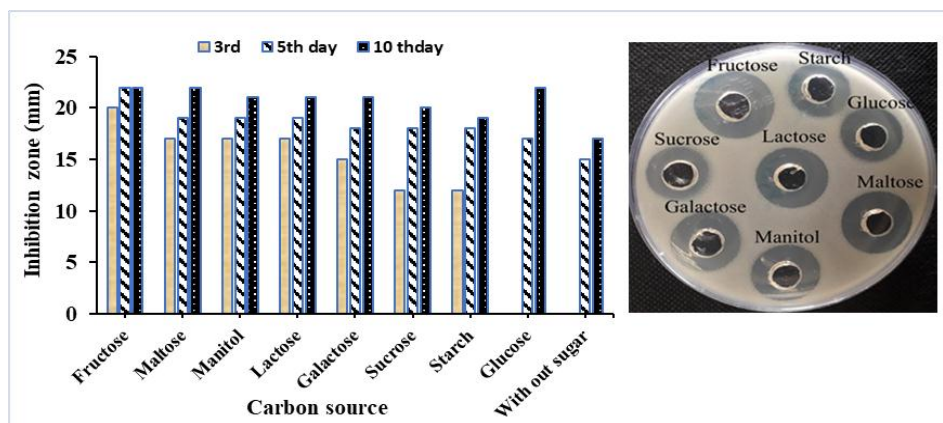 3rd 5th day 10 thday
25
20
15
10
5
0
Inhibition zone (mm)
Fructose
Maltose
Manitol
Lactose
Galactose
Sucrose
Starch
Glucose
With out sugar
Carbon source
Fructose Starch
Glucose
Sucrose Lactose
Maltose
Galactose
Manitol